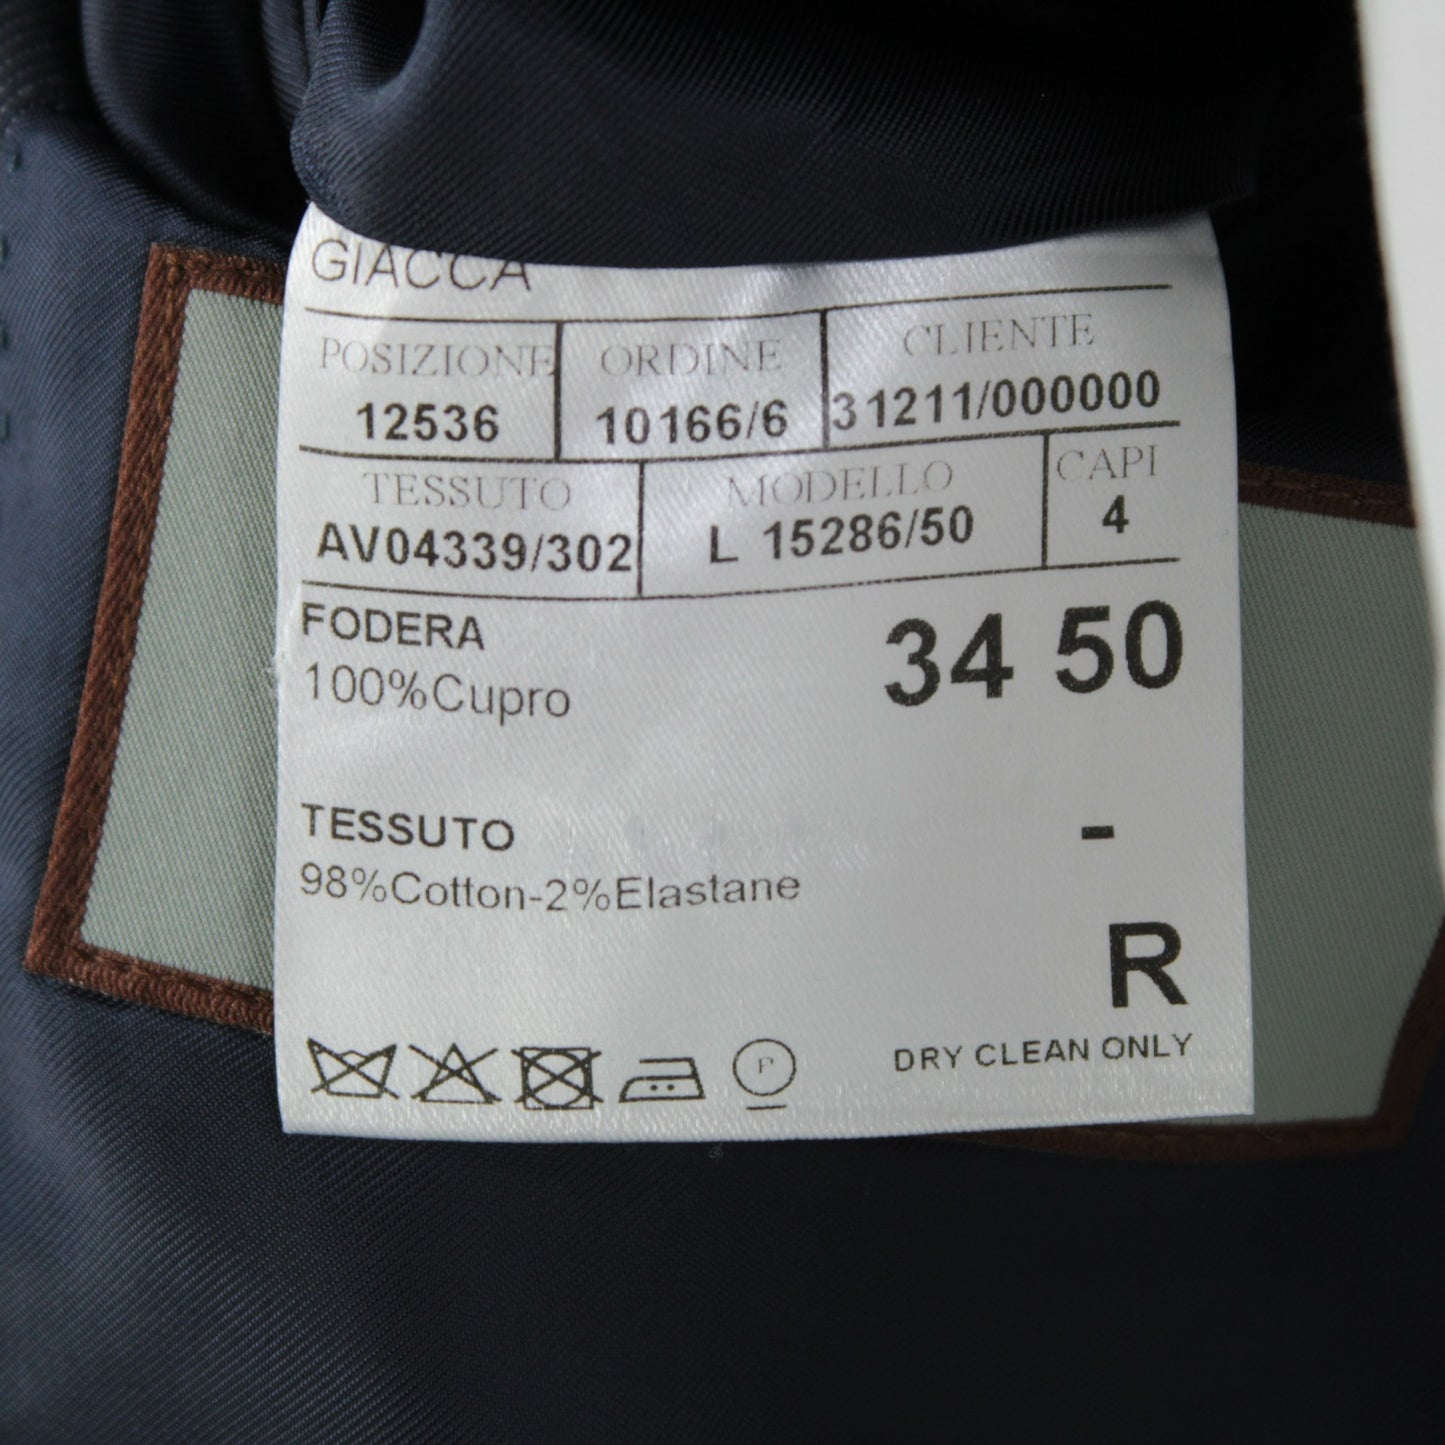 GIACCA
POSIZIONE ORDINE CLIENTE
12536 10166/6 31211/000000
TESSUTO MODELLO CAPI
AV04339/302 L 15286/50 4
FODERA 34 50
100%Cupro
TESSUTO -
98%Cotton-2%Elastane
R
P DRY CLEAN ONLY